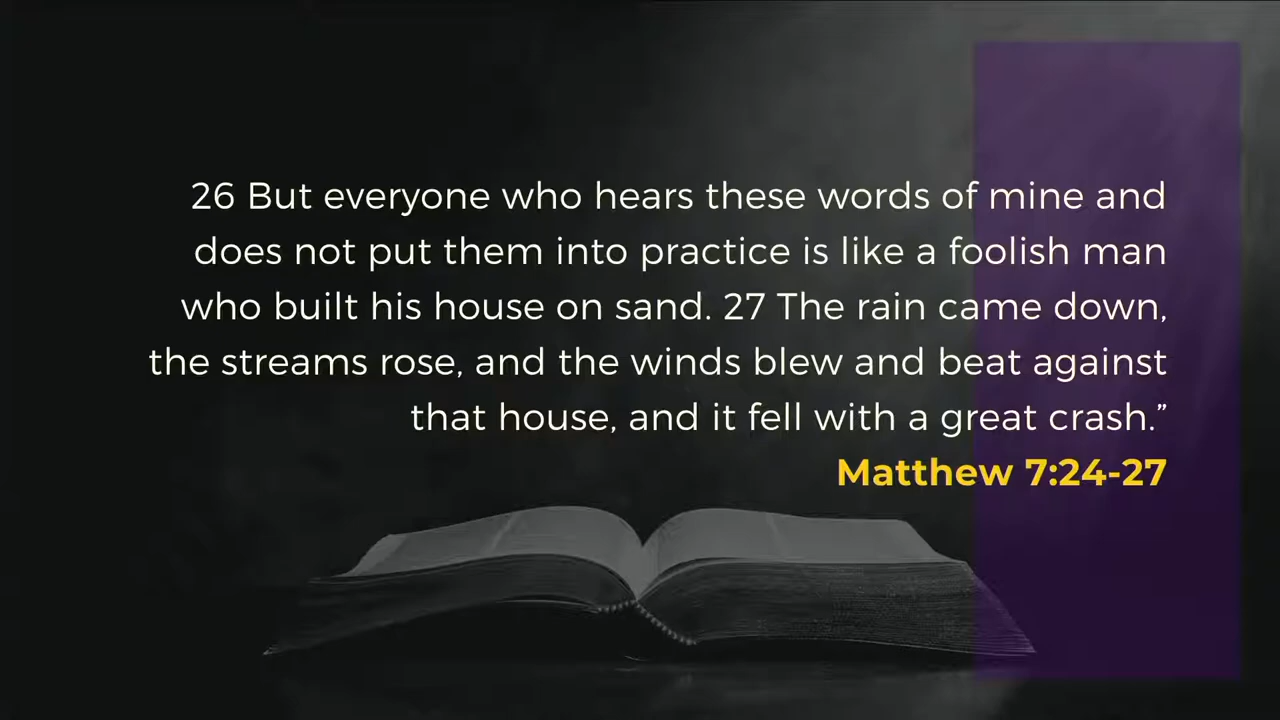 26 But everyone who hears these words of mine and
does not put them into practice is like a foolish man
who built his house on sand. 27 The rain came down,
the streams rose, and the winds blew and beat against
that house, and it fell with a great crash.”
Matthew 7:24-27